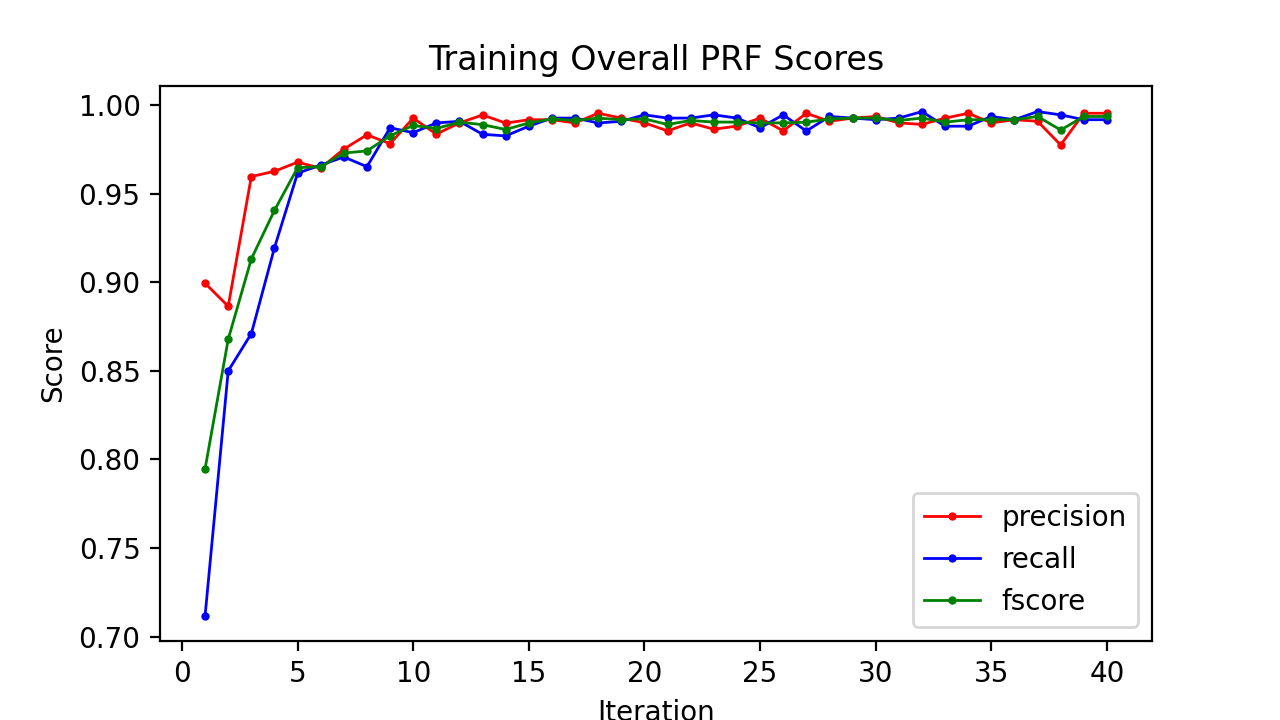 Training Overall PRF Scores
1.00
0.95
0.90
0.85
0.80
0.75
0.70
Score
precision
recall
fscore
0 5 10 15 20 25 30 35 40
Iteration